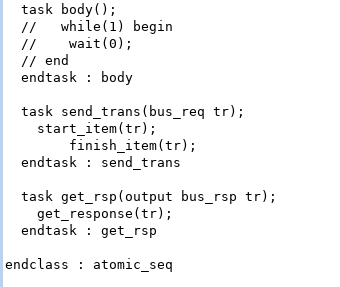 task body();
//   while(1) begin
//    wait(0);
// end
endtask : body
task send_trans(bus_req tr);
start_item(tr);
finish_item(tr);
endtask : send_trans
task get_rsp(output bus_rsp tr);
get_response(tr);
endtask : get_rsp
endclass : atomic_seq